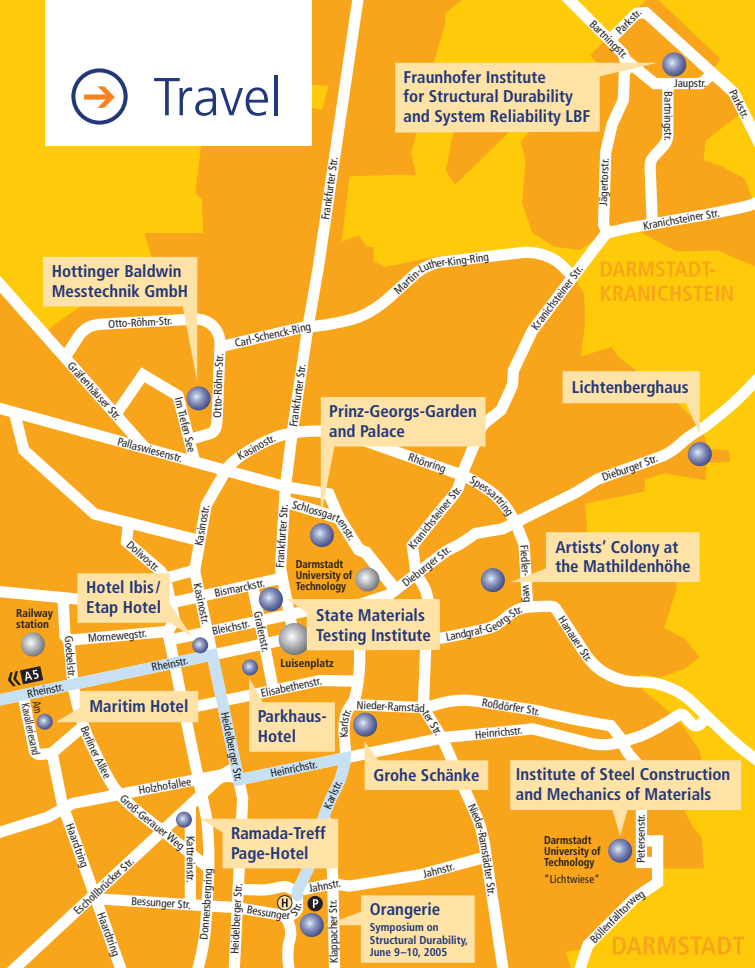 Travel
Fraunhofer Institute
for Structural Durability
and System Reliability LBF
Parkstr.
Bartningstr.
Jaupstr.
Bartningstr.
Parkstr.
Jägertorstr.
Kranichsteiner Str.
Frankfurter Str.
Martin-Luther-King-Ring
Kranichsteiner Str.
DARMSTADT-
KRANICHSTEIN
Hottinger Baldwin
Messtechnik GmbH
Otto-Röhm-Str.
Carl-Schenck-Ring
Gräfenhäuser Str.
Otto-Röhm-Str.
Im Tiefen See
Frankfurter Str.
Lichtenberghaus
Prinz-Georgs-Garden
and Palace
Pallaswiesenstr.
Kasinostr.
Rhönring
Spessartring
Dieburger Str.
Kasinostr.
Schlossgartenstr.
Frankfurter Str.
Kranichsteiner Str.
Dolivostr.
Darmstadt
University of
Technology
Dieburger Str.
Fiedler-
weg
Artists' Colony at
the Mathildenhöhe
Hotel Ibis/
Etap Hotel
Kasinostr.
Bismarckstr.
State Materials
Testing Institute
Railway
station
Goebelstr.
Mornewegstr.
Bleichstr.
Grafenstr.
Landgraf-Georg-Str.
Hanauer Str.
Luisenplatz
Rheinstr.
A5
Rheinstr.
Elisabethenstr.
Am
Kavalleriesand
Maritim Hotel
Parkhaus-
Hotel
Karlstr.
Nieder-Ramstädter Str.
Roßdörfer Str.
Heinrichstr.
Berliner Allee
Heidelberger Str.
Heinrichstr.
Grohe Schänke
Institute of Steel Construction
and Mechanics of Materials
Holzhofallee
Groß-Gerauer Weg
Karlstr.
Haardtring
Kattreinstr.
Ramada-Treff
Page-Hotel
Nieder-Ramstädter Str.
Darmstadt
University of
Technology
"Lichtwiese"
Petersenstr.
Eschollbrücker Str.
Donnersbergring
Jahnstr.
Jahnstr.
Bessunger Str.
Bessunger Str.
H
P
Heidelberger Str.
Klappacher Str.
Haardtring
Orangerie
Symposium on
Structural Durability,
June 9–10, 2005
Böllenfalltorweg
DARMSTADT